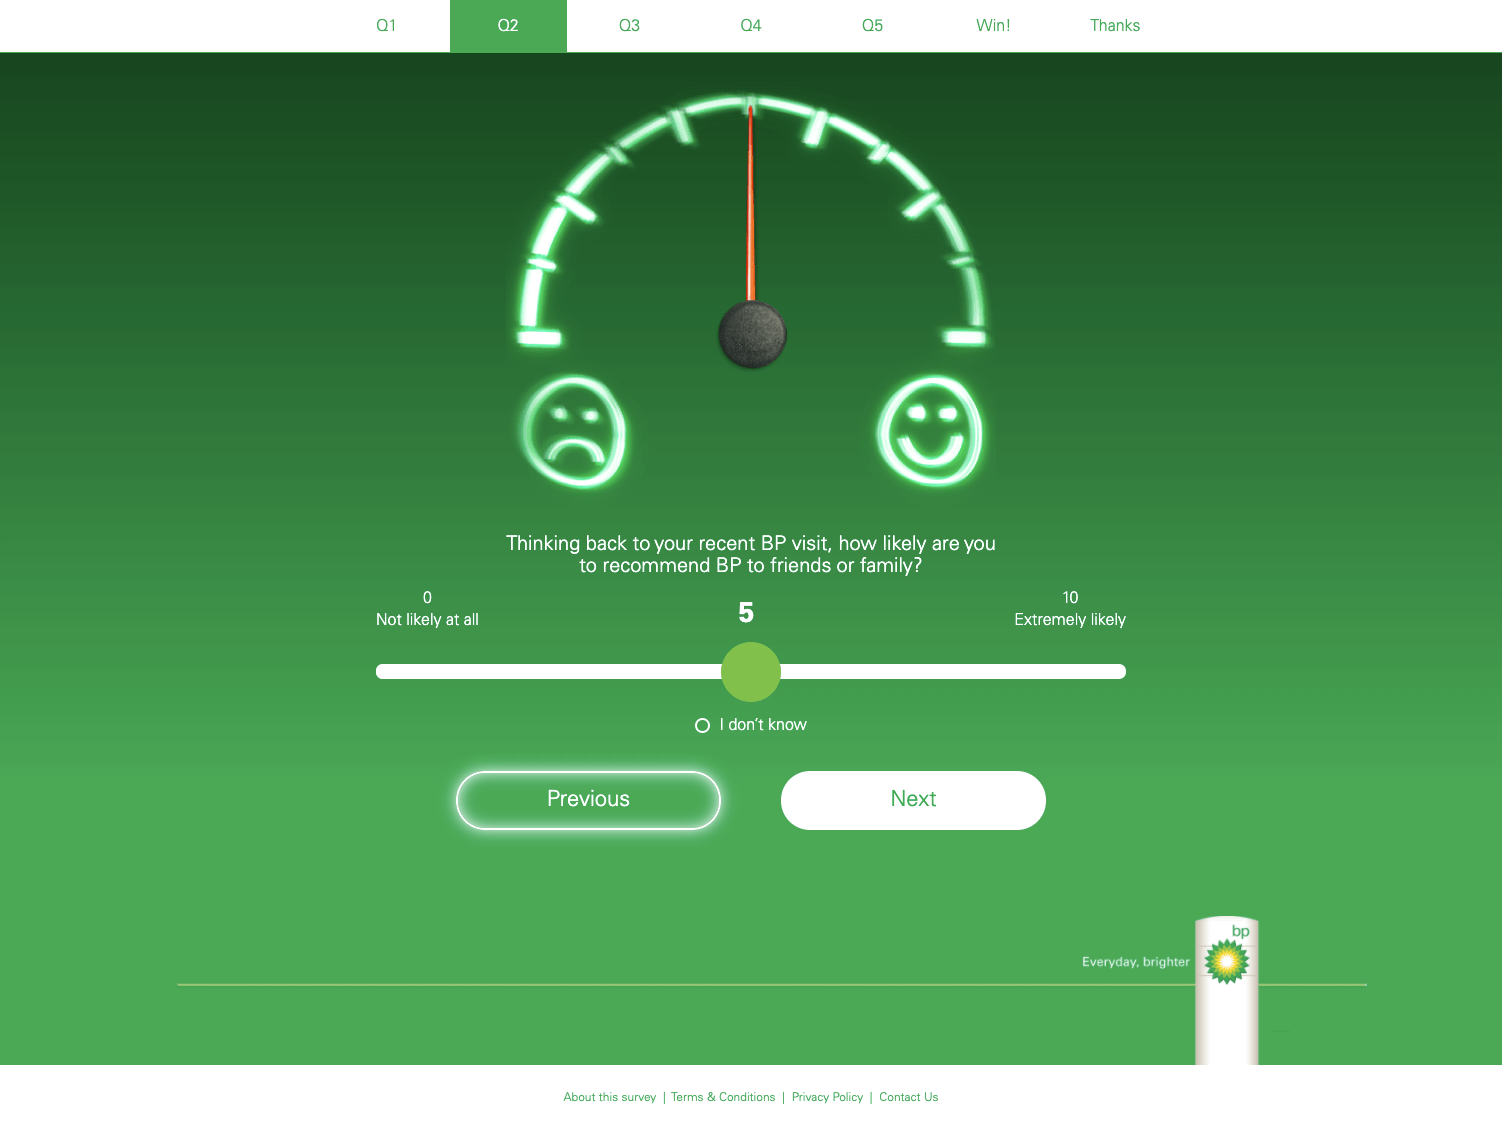 Q1 Q2 Q3 Q4 Q5 Win! Thanks
Thinking back to your recent BP visit, how likely are you
to recommend BP to friends or family?
0 5 10
Not likely at all Extremely likely
I don't know
Previous Next
bp
Everyday, brighter
About this survey | Terms & Conditions | Privacy Policy | Contact Us